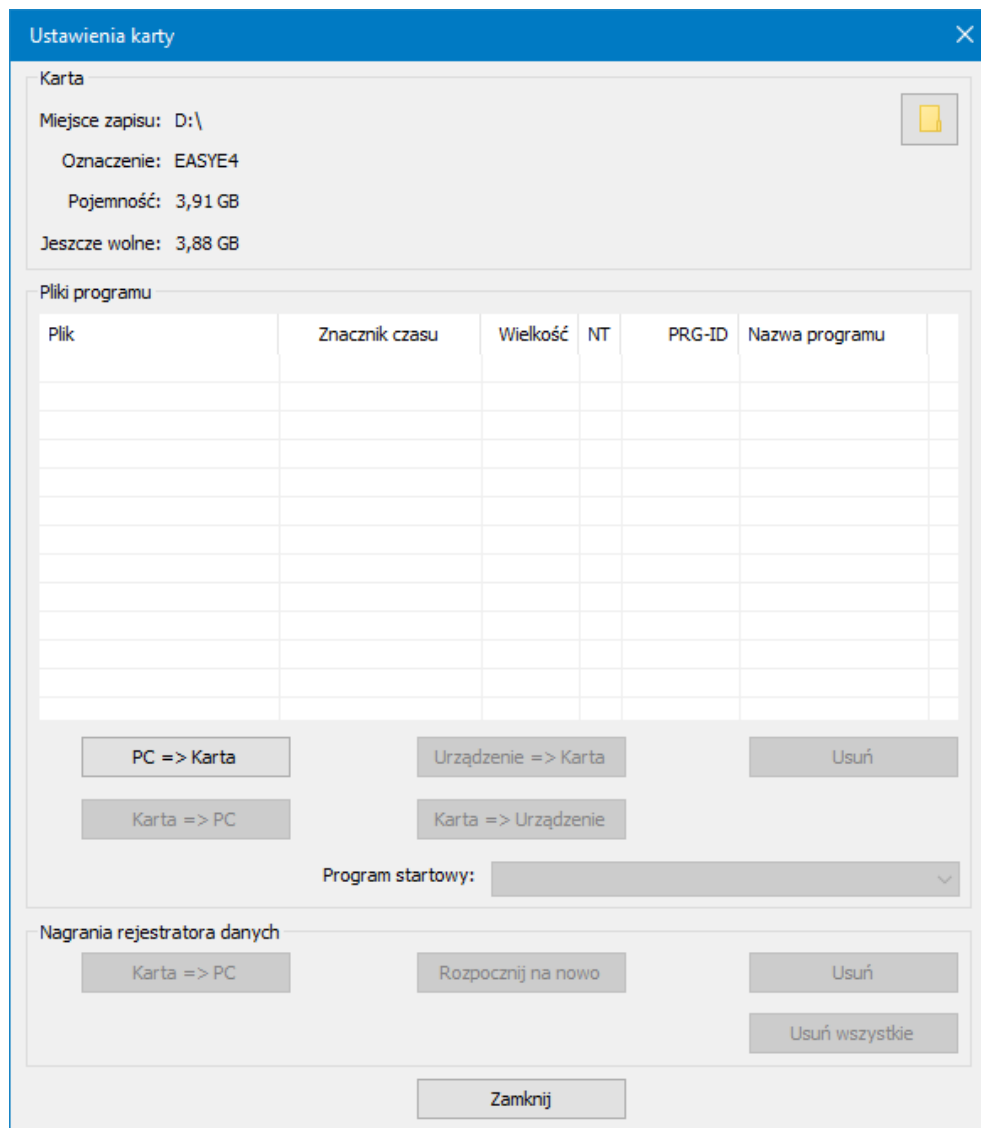 Ustawienia karty
Karta
Miejsce zapisu: D:\
Oznaczenie: EASYE4
Pojemność: 3,91 GB
Jeszcze wolne: 3,88 GB
Pliki programu
Plik Znacznik czasu Wielkość NT PRG-ID Nazwa programu
PC => Karta Urządzenie => Karta Usuń
Karta => PC Karta => Urządzenie
Program startowy:
Nagrania rejestratora danych
Karta => PC Rozpocznij na nowo Usuń
Usuń wszystkie
Zamknij